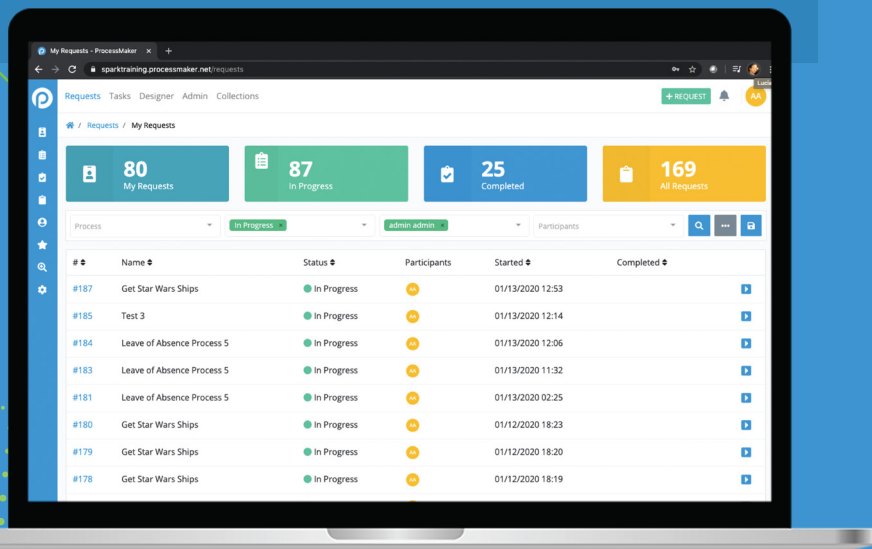 My Requests - ProcessMaker
sparktraining.processmaker.net/requests
Requests Tasks Designer Admin Collections
+ REQUEST
AA
/ Requests / My Requests
80
My Requests
87
In Progress
25
Completed
169
All Requests
Process In Progress × admin admin × Participants
# Name Status Participants Started Completed
#187 Get Star Wars Ships In Progress AA 01/13/2020 12:53
#185 Test 3 In Progress AA 01/13/2020 12:14
#184 Leave of Absence Process 5 In Progress AA 01/13/2020 12:06
#183 Leave of Absence Process 5 In Progress AA 01/13/2020 11:32
#181 Leave of Absence Process 5 In Progress AA 01/13/2020 02:25
#180 Get Star Wars Ships In Progress AA 01/12/2020 18:23
#179 Get Star Wars Ships In Progress AA 01/12/2020 18:20
#178 Get Star Wars Ships In Progress AA 01/12/2020 18:19